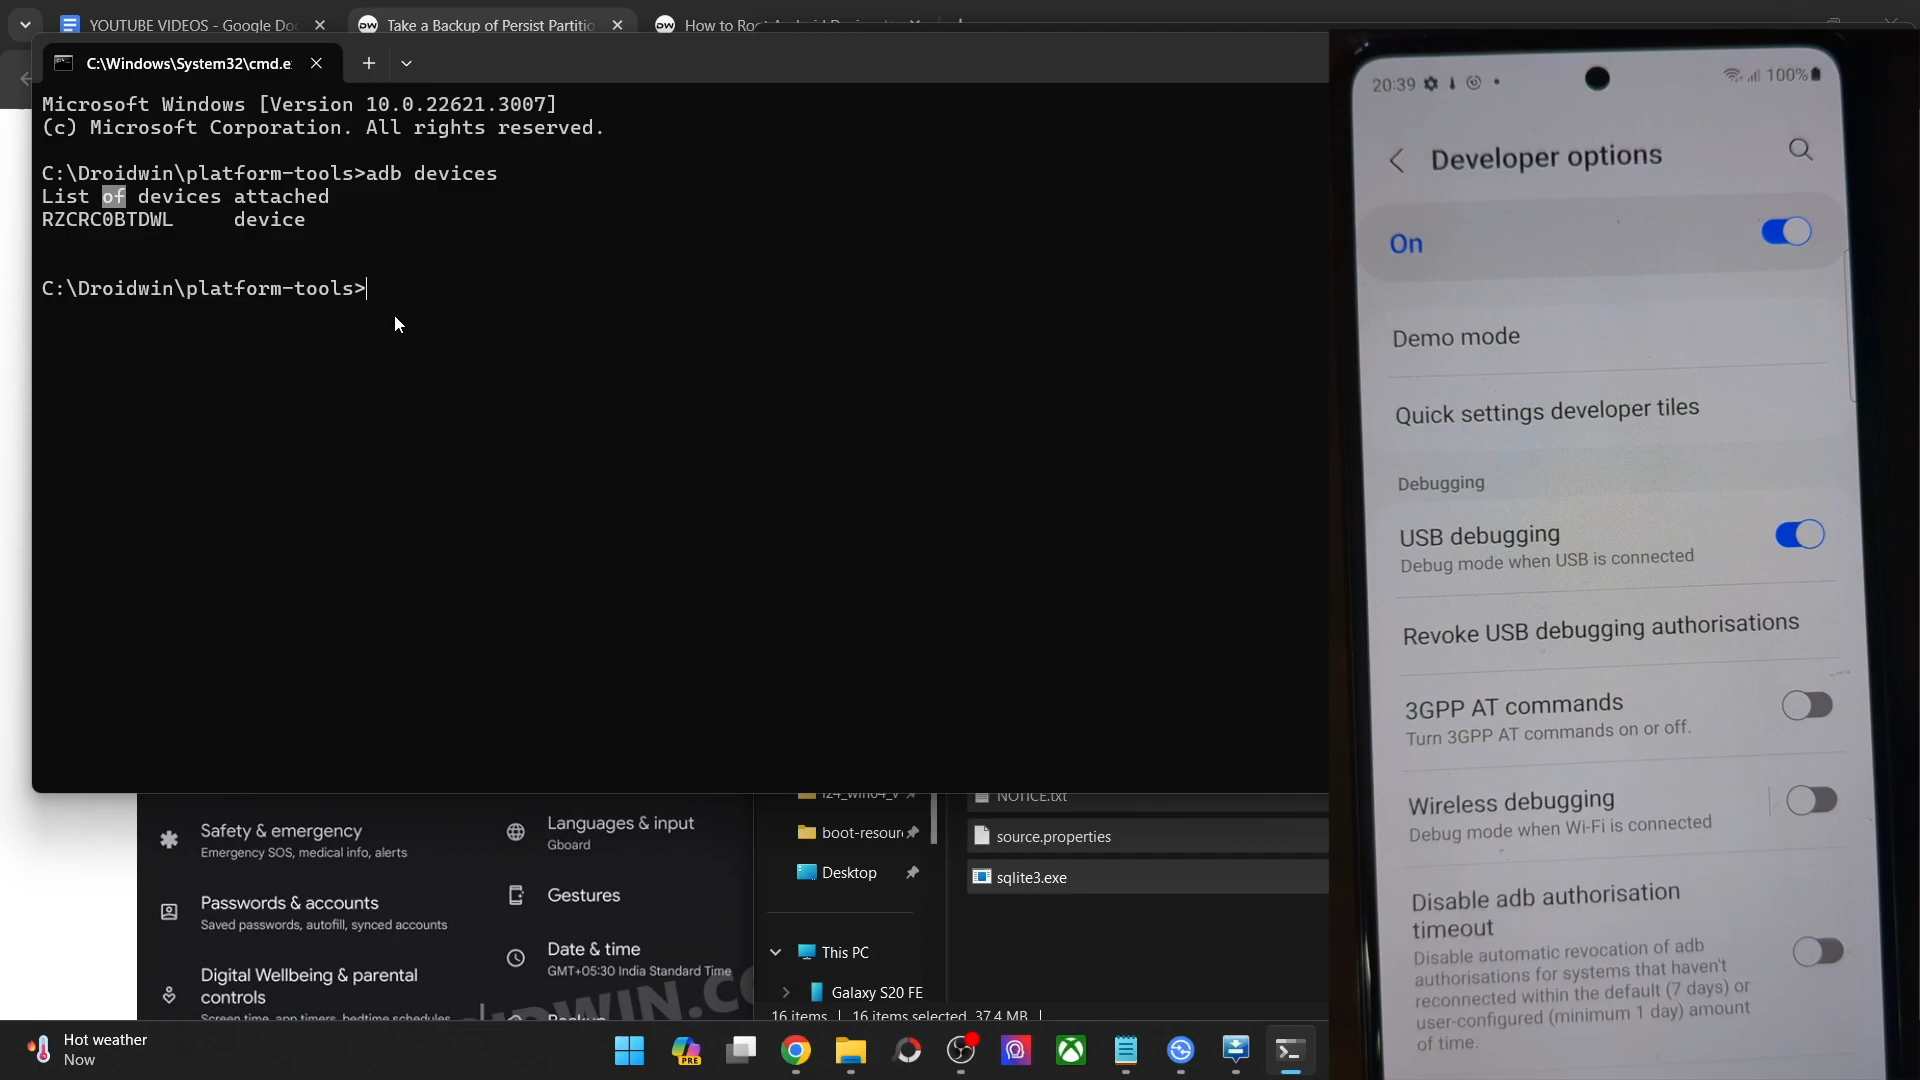 YOUTUBE VIDEOS - Google Do
Take a Backup of Persist Partitio
C:\Windows\System32\cmd.e
Microsoft Windows [Version 10.0.22621.3007]
(c) Microsoft Corporation. All rights reserved.
C:\Droidwin\platform-tools>adb devices
List of devices attached
RZCRC0BTDWL device
C:\Droidwin\platform-tools>
Safety & emergency
Emergency SOS, medical info, alerts
Passwords & accounts
Saved passwords, autofill, synced accounts
Digital Wellbeing & parental
controls
Screen time, app timers, bedtime schedules
Languages & input
Gboard
Gestures
Date & time
GMT+05:30 India Standard Time
Backup
boot-resour
Desktop
This PC
Galaxy S20 FE
NOTICE.txt
source.properties
sqlite3.exe
16 items
16 items selected 37.4 MB
Hot weather
Now
PRE
20:39
100%
Developer options
On
Demo mode
Quick settings developer tiles
Debugging
USB debugging
Debug mode when USB is connected
Revoke USB debugging authorisations
3GPP AT commands
Turn 3GPP AT commands on or off.
Wireless debugging
Debug mode when Wi-Fi is connected
Disable adb authorisation
timeout
Disable automatic revocation of adb
authorisations for systems that haven't
reconnected within the default (7 days) or
user-configured (minimum 1 day) amount
of time.